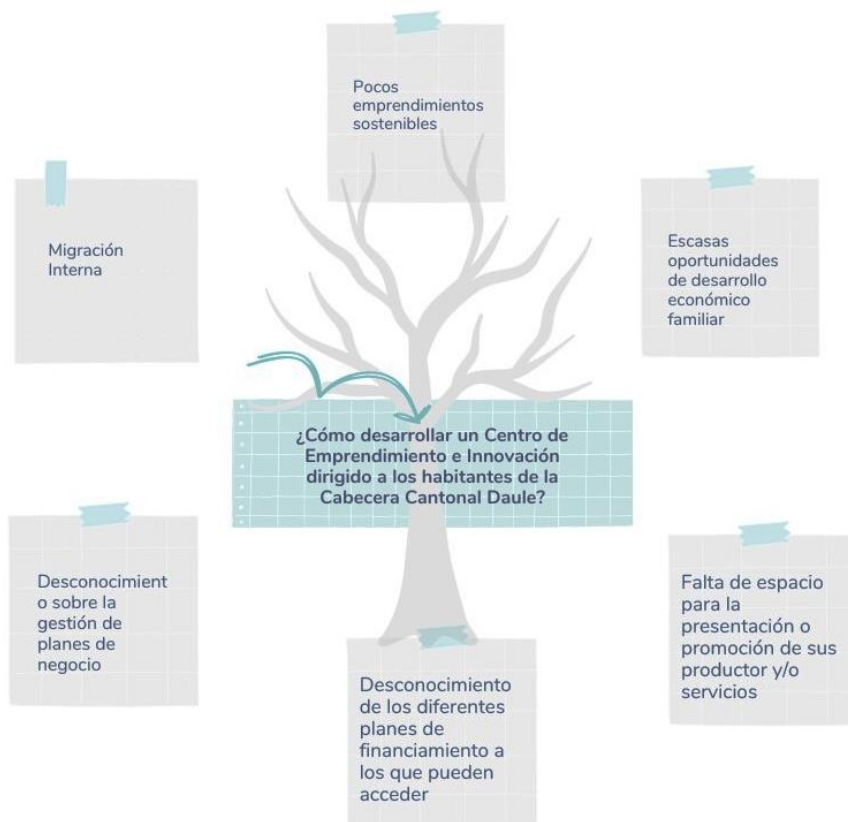 Pocos
emprendimientos
sostenibles
Migración
Interna
Escasas
oportunidades
de desarrollo
económico
familiar
¿Cómo desarrollar un Centro de
Emprendimiento e Innovación
dirigido a los habitantes de la
Cabecera Cantonal Daule?
Desconocimient
o sobre la
gestión de
planes de
negocio
Desconocimiento
de los diferentes
planes de
financiamiento a
los que pueden
acceder
Falta de espacio
para la
presentación o
promoción de sus
productor y/o
servicios